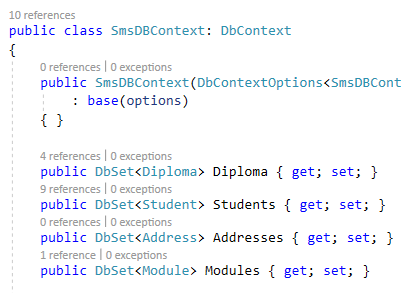 10 references
public class SmsDBContext: DbContext
{
0 references | 0 exceptions
public SmsDBContext(DbContextOptions<SmsDBCont
: base(options)
{ }
4 references | 0 exceptions
public DbSet<Diploma> Diploma { get; set; }
9 references | 0 exceptions
public DbSet<Student> Students { get; set; }
0 references | 0 exceptions
public DbSet<Address> Addresses { get; set; }
1 reference | 0 exceptions
public DbSet<Module> Modules { get; set; }